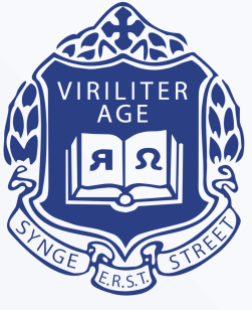 VIRILITER
AGE
Я Ω
SYNGE E.R.S.T. STREET